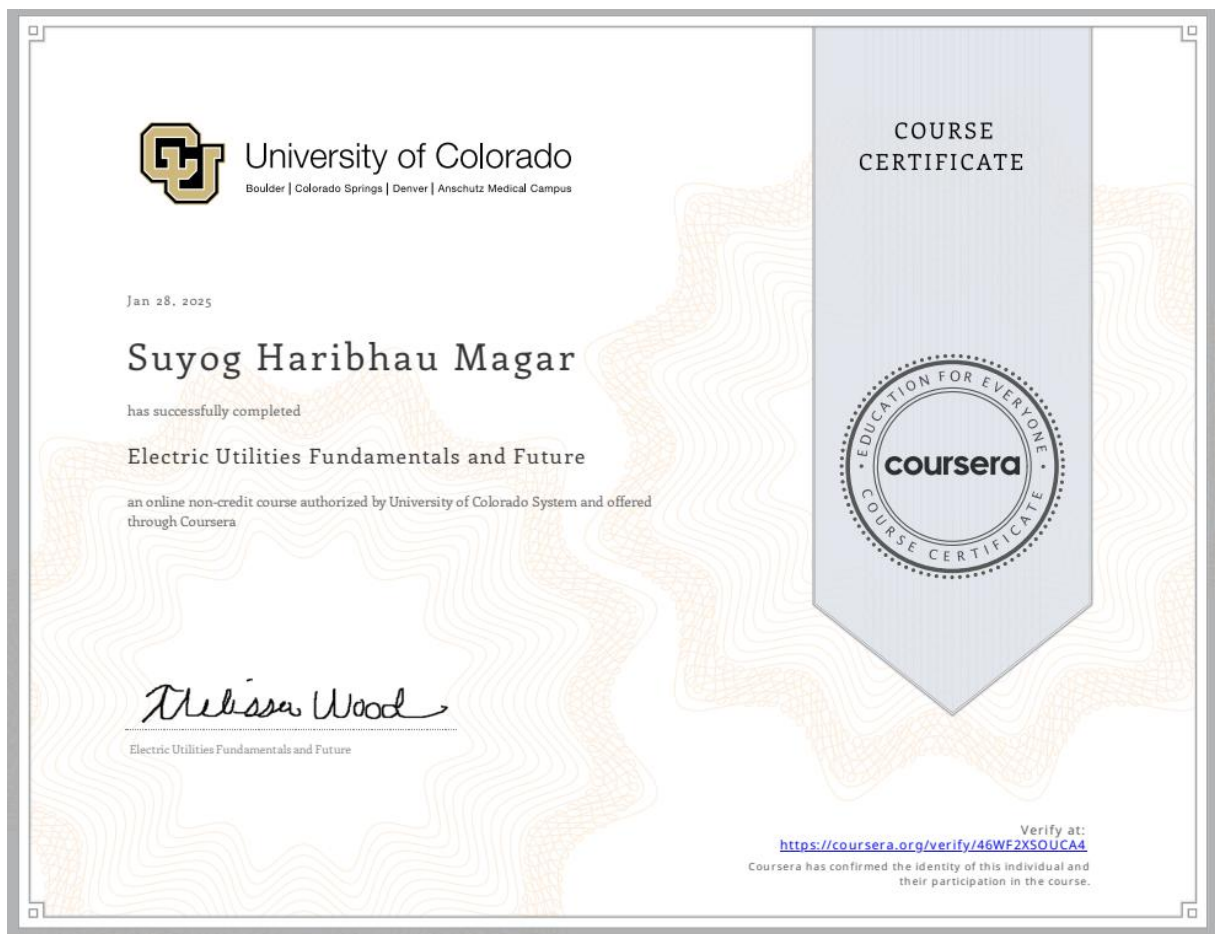 University of Colorado
Boulder | Colorado Springs | Denver | Anschutz Medical Campus
COURSE
CERTIFICATE
Jan 28, 2025
Suyog Haribhau Magar
has successfully completed
Electric Utilities Fundamentals and Future
an online non-credit course authorized by University of Colorado System and offered
through Coursera
EDUCATION FOR EVERYONE
coursera
COURSE CERTIFICATE
Melissa Wood
Electric Utilities Fundamentals and Future
Verify at:
https://coursera.org/verify/46WF2XSOUCA4
Coursera has confirmed the identity of this individual and
their participation in the course.